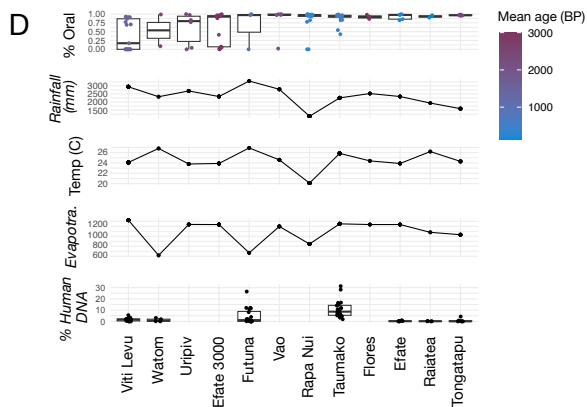 D
% Oral
1.00
0.75
0.50
0.25
0.00
Mean age (BP)
3000
2000
1000
Rainfall
(mm)
3000
2500
2000
1500
Temp (C)
26
24
22
20
Evapotra.
1200
1000
800
600
% Human
DNA
30
20
10
0
Viti Levu
Watom
Uripiv
Efate 3000
Futuna
Vao
Rapa Nui
Taumako
Flores
Efate
Raiatea
Tongatapu